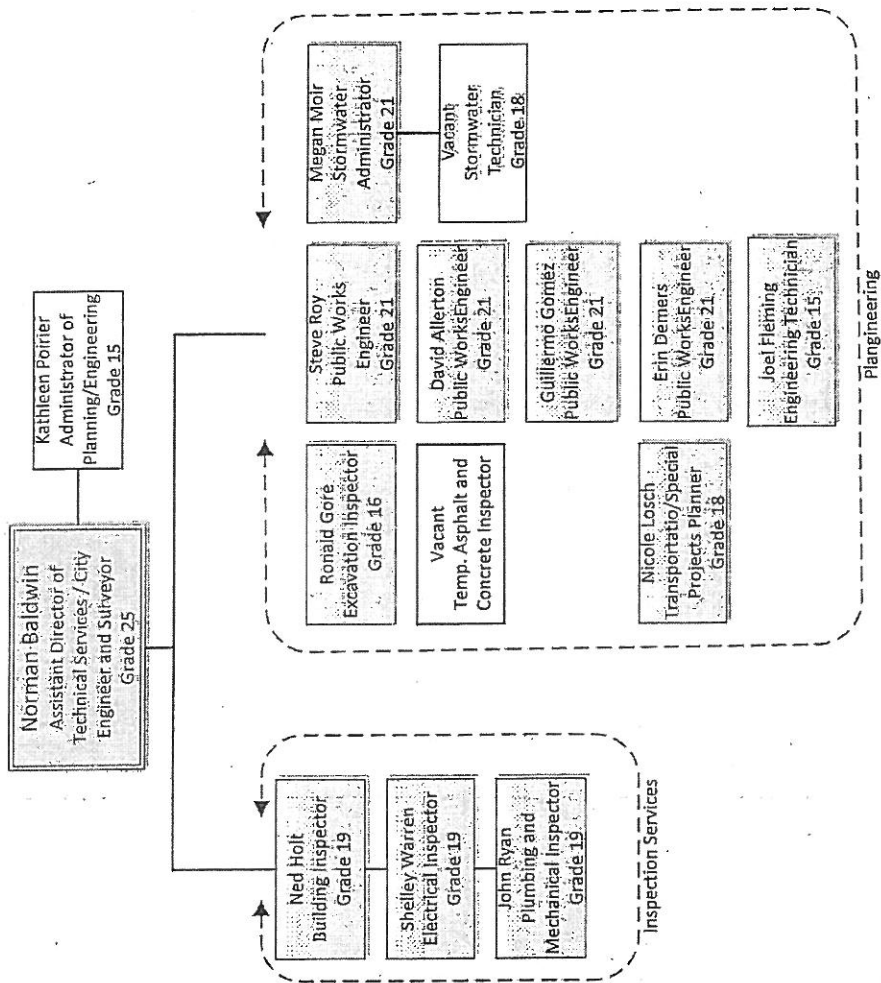 Norman Baldwin
Assistant Director of
Technical Services / City
Engineer and Surveyor
Grade 25
Kathleen Poirier
Administrator of
Planning/Engineering
Grade 15
Ned Holt
Building Inspector
Grade 19
Shelley Warren
Electrical Inspector
Grade 19
John Ryan
Plumbing and
Mechanical Inspector
Grade 19
Inspection Services
Ronald Gore
Excavation Inspector
Grade 16
Vacant
Temp. Asphalt and
Concrete Inspector
Nicole Losch
Transportatio/Special
Projects Planner
Grade 18
Steve Roy
Public Works
Engineer
Grade 21
David Allerton
Public WorksEngineer
Grade 21
Guillermo Gomez
Public WorksEngineer
Grade 21
Erin Demers
Public WorksEngineer
Grade 21
Joel Fleming
Engineering Technician
Grade 15
Megan Moir
Stormwater
Administrator
Grade 21
Vacant
Stormwater
Technician
Grade 18
Plangineering